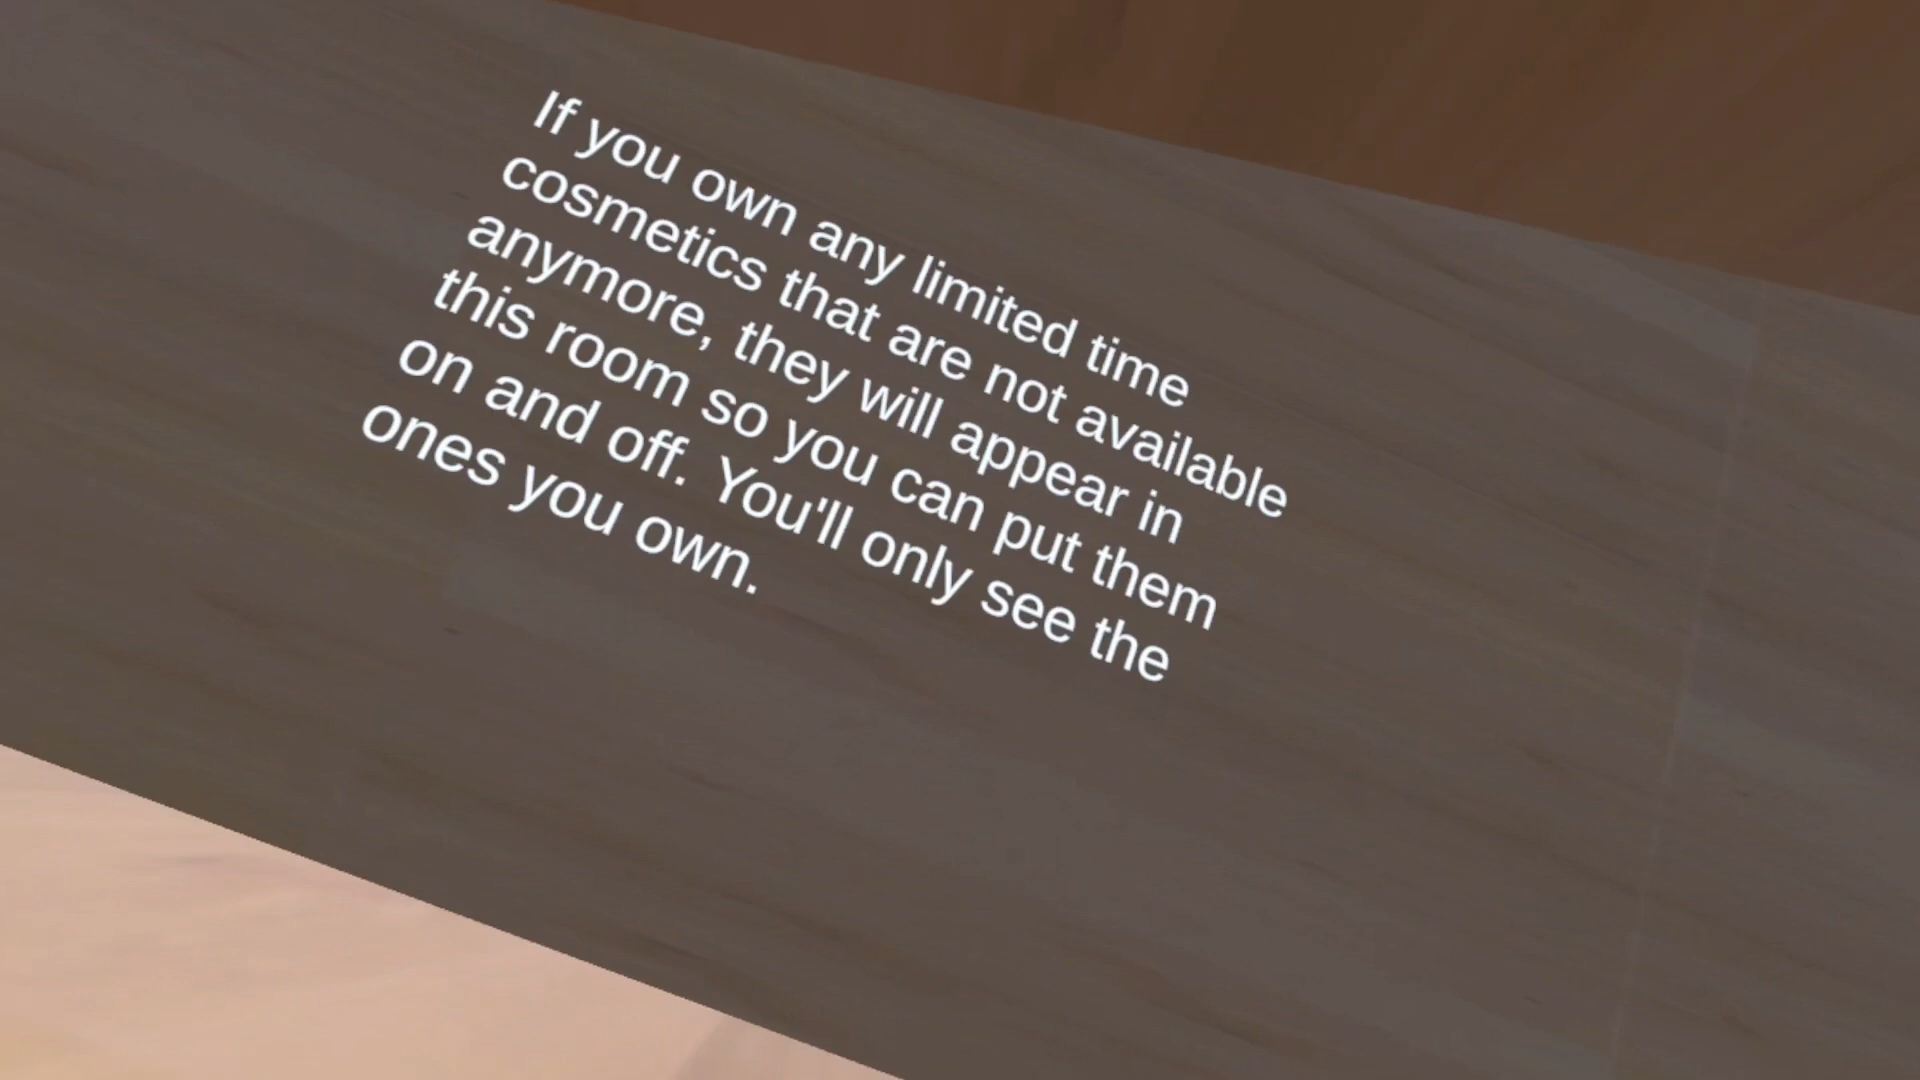 If you own any limited time
cosmetics that are not available
anymore, they will appear in
this room so you can put them
on and off. You'll only see the
ones you own.